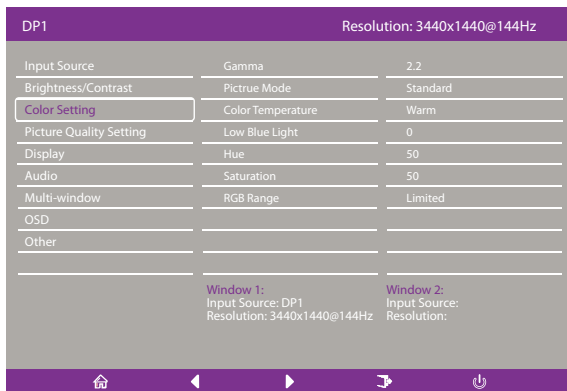 DP1 Resolution: 3440x1440@144Hz
Input Source Gamma 2.2
Brightness/Contrast Pictrue Mode Standard
Color Setting Color Temperature Warm
Picture Quality Setting Low Blue Light 0
Display Hue 50
Audio Saturation 50
Multi-window RGB Range Limited
OSD
Other
Window 1: Window 2:
Input Source: DP1 Input Source:
Resolution: 3440x1440@144Hz Resolution: